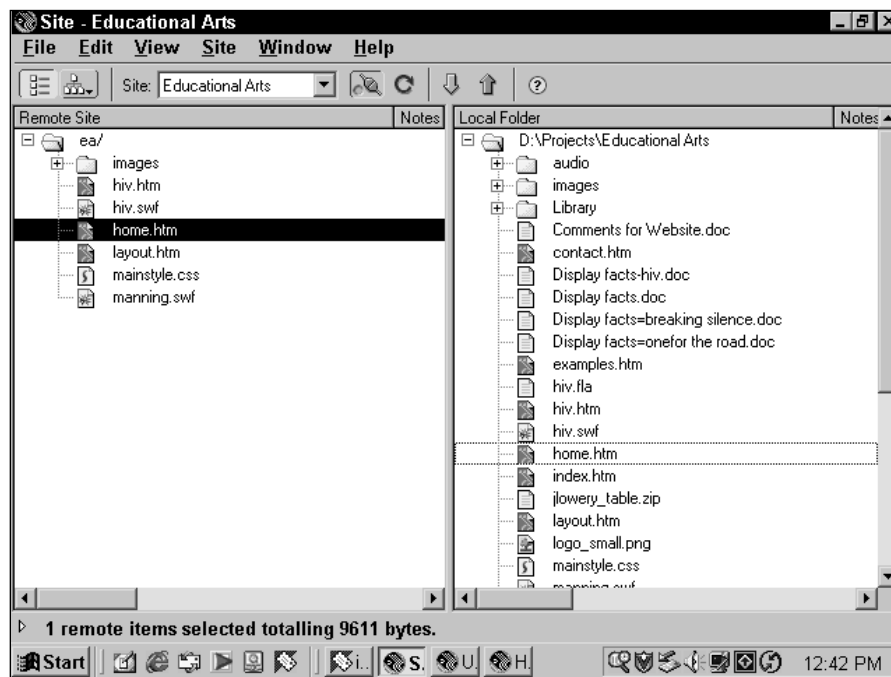 Site - Educational Arts
File Edit View Site Window Help
Site: Educational Arts
Remote Site Notes
ea/
images
hiv.htm
hiv.swf
home.htm
layout.htm
mainstyle.css
manning.swf
Local Folder Notes
D:\Projects\Educational Arts
audio
images
Library
Comments for Website.doc
contact.htm
Display facts-hiv.doc
Display facts.doc
Display facts=breaking silence.doc
Display facts=onefor the road.doc
examples.htm
hiv.fla
hiv.htm
hiv.swf
home.htm
index.htm
jlowery_table.zip
layout.htm
logo_small.png
mainstyle.css
manning.swf
1 remote items selected totalling 9611 bytes.
Start i.. S. U. H. 12:42 PM